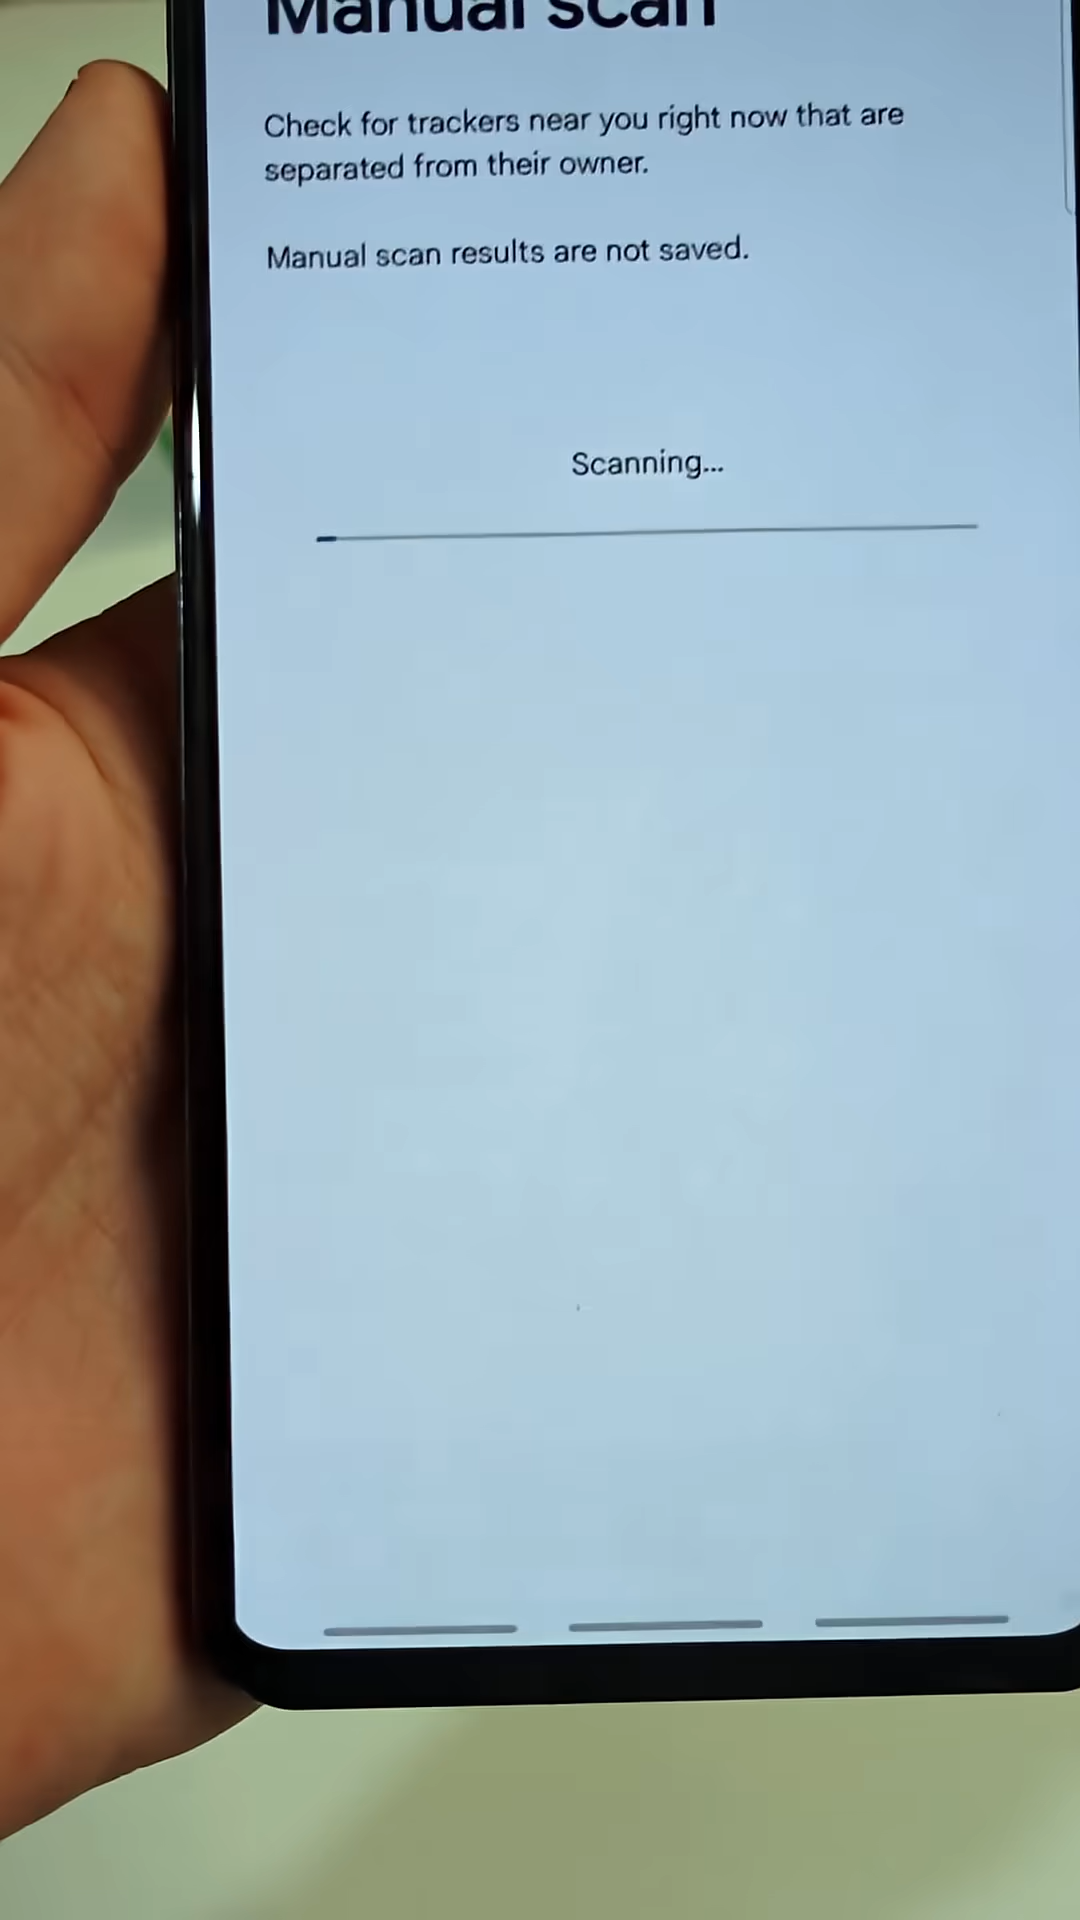 Manual scan
Check for trackers near you right now that are
separated from their owner.
Manual scan results are not saved.
Scanning...